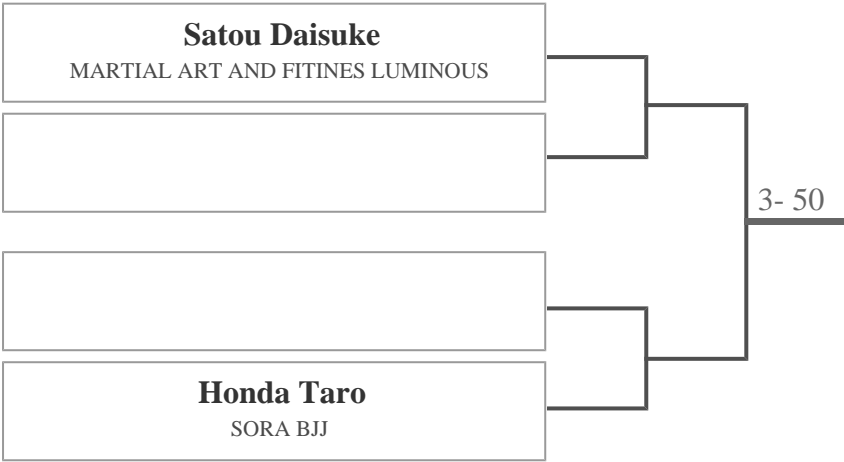 Satou Daisuke
MARTIAL ART AND FITINES LUMINOUS
3- 50
Honda Taro
SORA BJJ